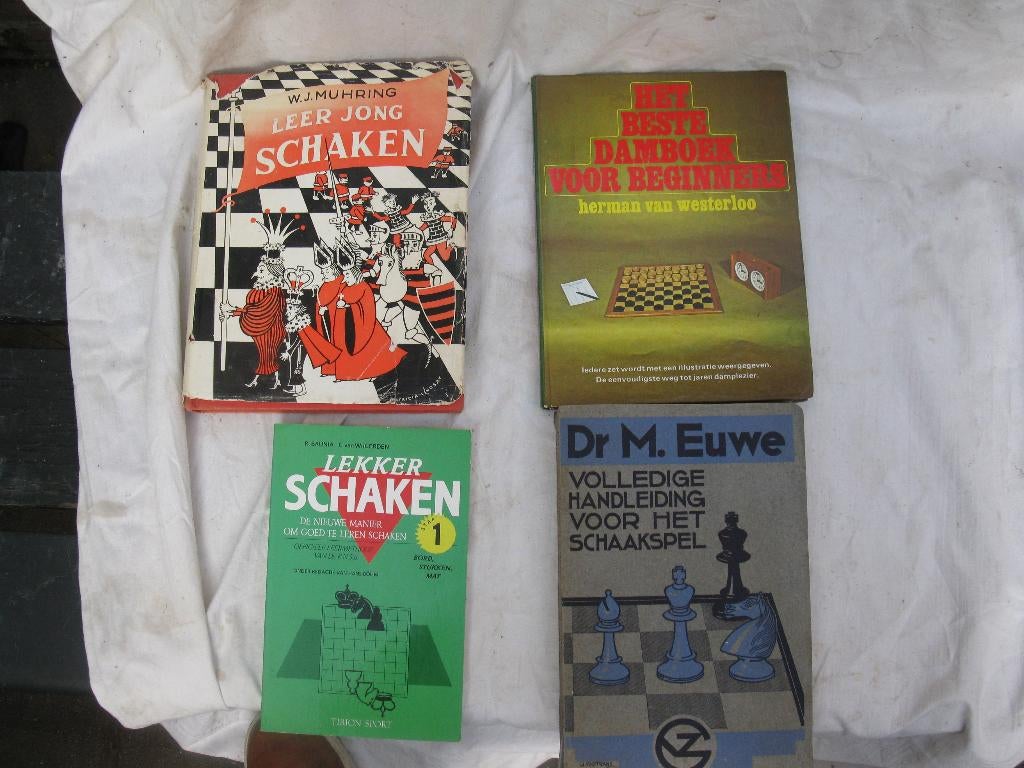 W.J. MUHRING
LEER JONG
SCHAKEN
HET
BESTE
DAMBOEK
VOOR BEGINNERS
herman van westerloo
Iedere zet wordt met een illustratie weergegeven.
De eenvoudigste weg tot jaren damplezier.
LEKKER
SCHAKEN
DE NIEUWE MANIER
OM GOED TE LEREN SCHAKEN
1
BORD,
STUKKEN,
MAT
TIRION SPORT
Dr M. Euwe
VOLLEDIGE
HANDLEIDING
VOOR HET
SCHAAKSPEL